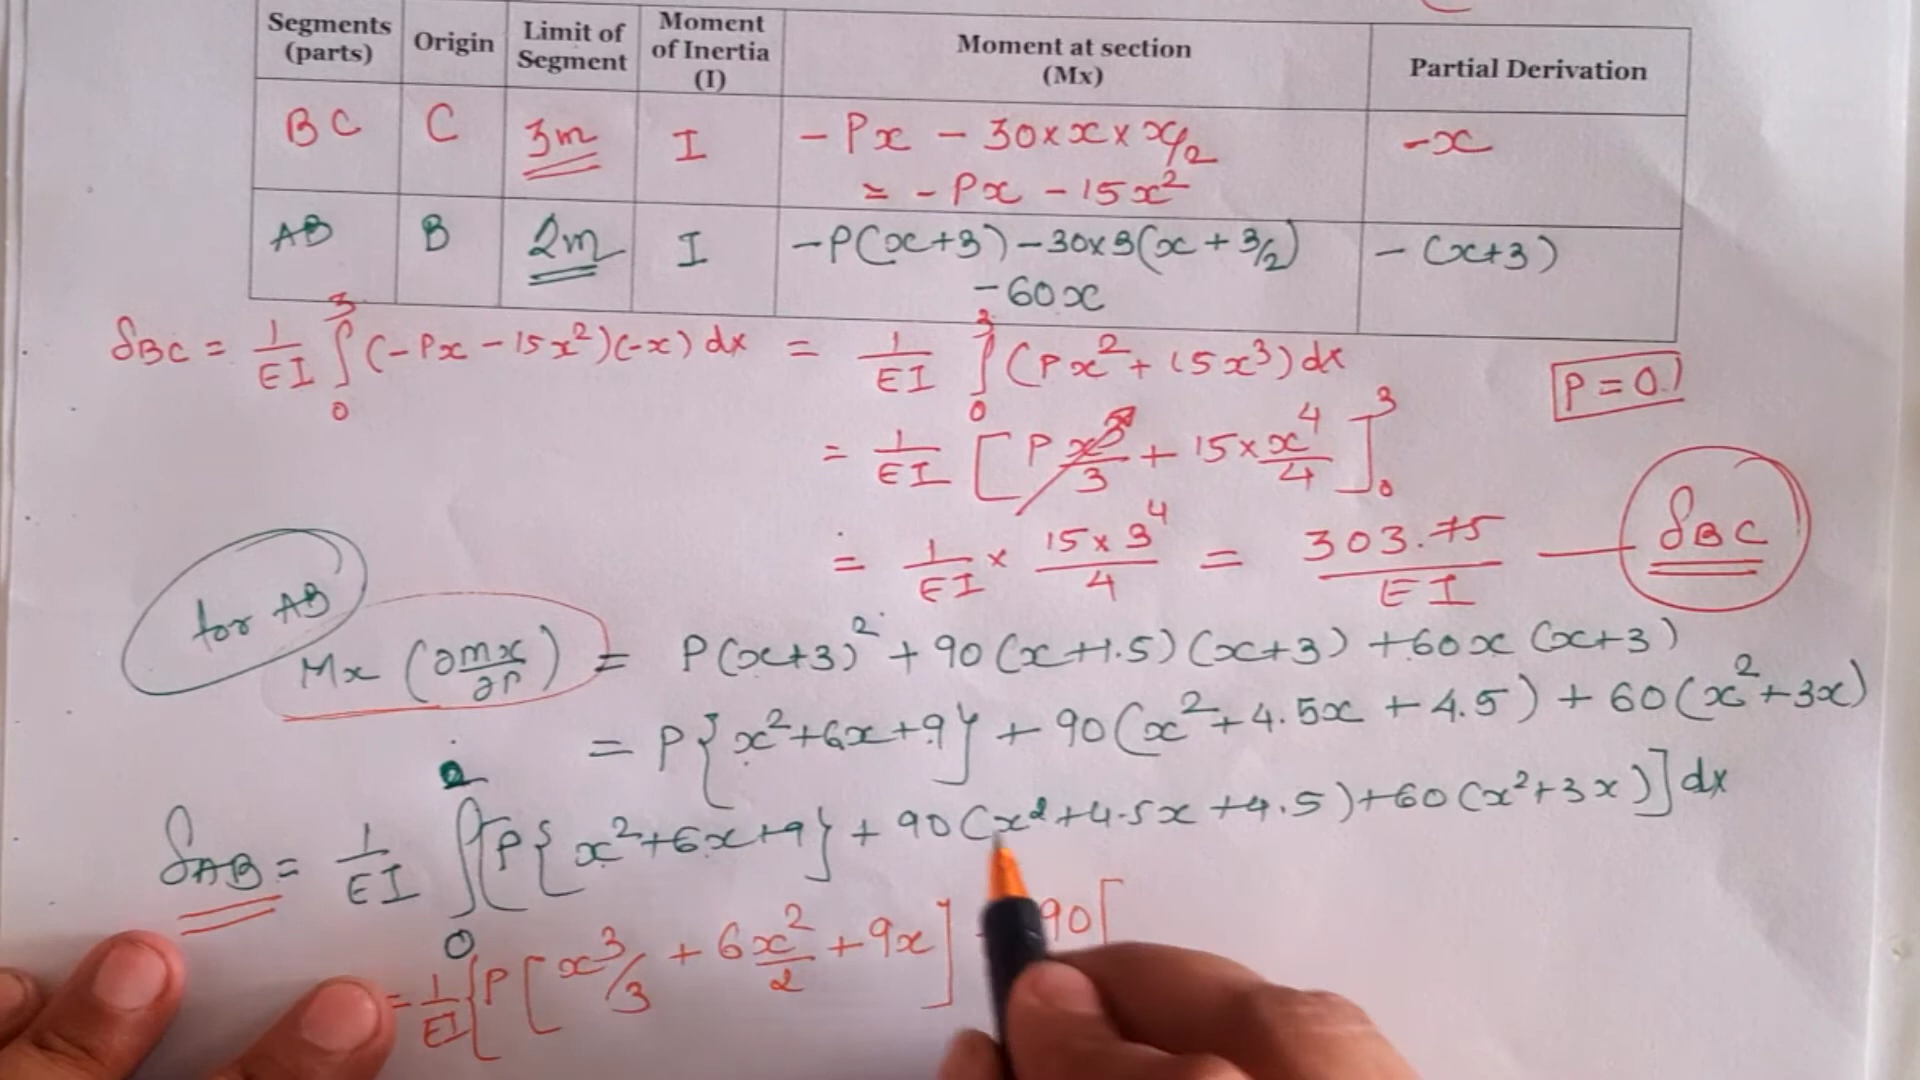 Segments (parts) Origin Limit of Segment Moment of Inertia (I) Moment at section (Mx) Partial Derivation
BC C 3m I -Px - 30×x×x/2 -x
= -Px - 15x²
AB B 2m I -P(x+3) - 30×3(x + 3/2) -(x+3)
-60x
δBC = 1/EI ∫₀³ (-Px - 15x²)(-x) dx = 1/EI ∫₀³ (Px² + 15x³) dx
P = 0
= 1/EI [P x³/3 + 15 × x⁴/4]₀³
= 1/EI × 15×3⁴/4 = 303.75/EI — δBC
for AB
Mx (∂Mx/∂P) = P(x+3)² + 90(x+1.5)(x+3) + 60x(x+3)
= P{x²+6x+9} + 90(x²+4.5x+4.5) + 60(x²+3x)
δAB = 1/EI ∫₀² [P{x²+6x+9} + 90(x²+4.5x+4.5)+60(x²+3x)] dx
= 1/EI {P[x³/3 + 6x²/2 + 9x] 90[